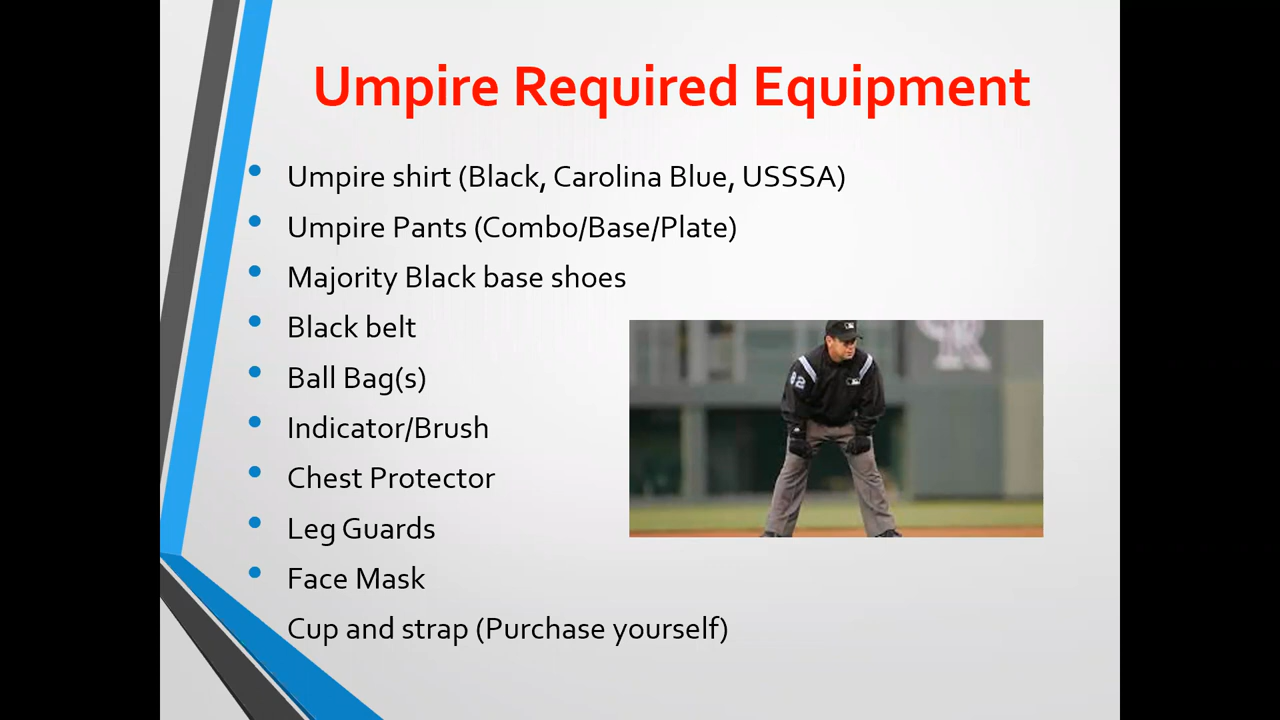 Umpire Required Equipment
Umpire shirt (Black, Carolina Blue, USSSA)
Umpire Pants (Combo/Base/Plate)
Majority Black base shoes
Black belt
Ball Bag(s)
Indicator/Brush
Chest Protector
Leg Guards
Face Mask
Cup and strap (Purchase yourself)